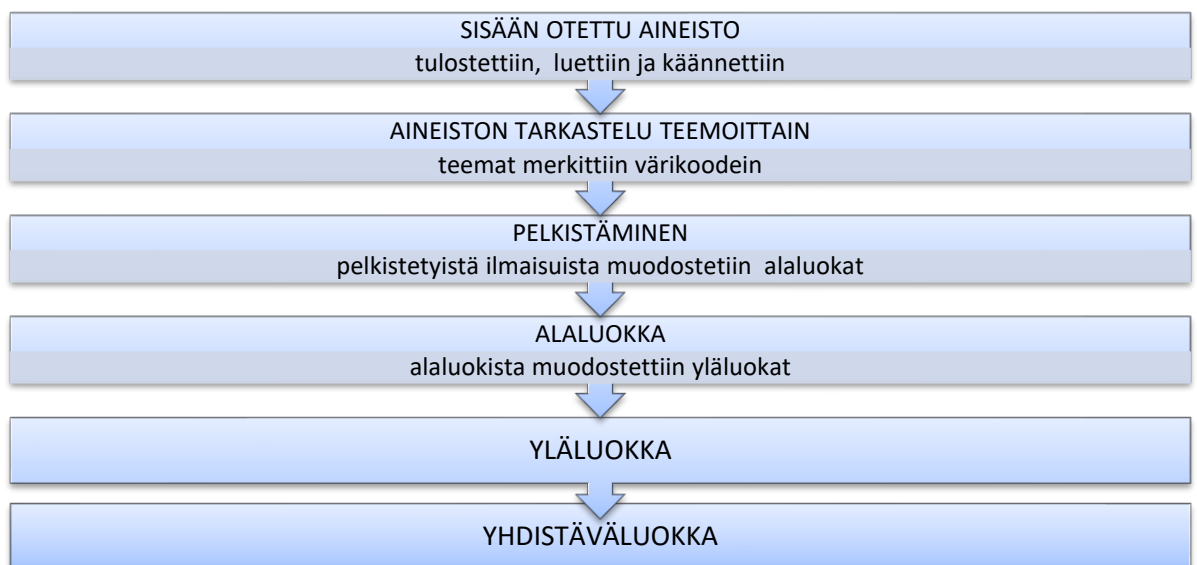 SISÄÄN OTETTU AINEISTO
tulostettiin, luettiin ja käännettiin
AINEISTON TARKASTELU TEEMOITTAIN
teemat merkittiin värikoodein
PELKISTÄMINEN
pelkistetyistä ilmaisuista muodostetiin alaluokat
ALALUOKKA
alaluokista muodostettiin yläluokat
YLÄLUOKKA
YHDISTÄVÄLUOKKA